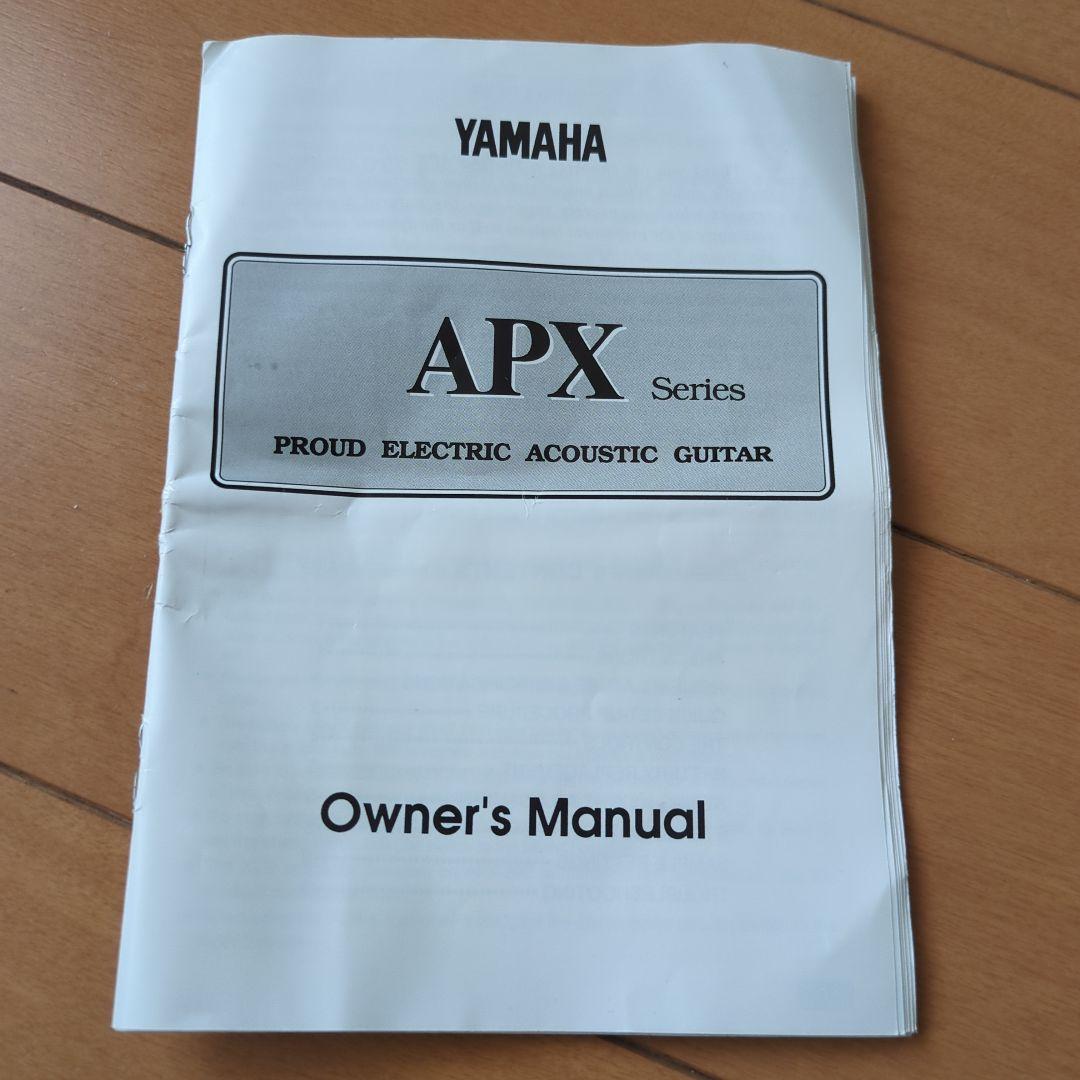 YAMAHA
APX Series
PROUD ELECTRIC ACOUSTIC GUITAR
Owner's Manual